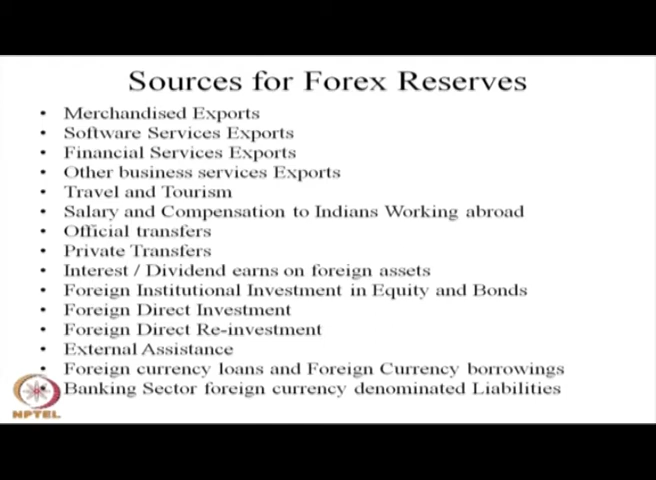 Sources for Forex Reserves
• Merchandised Exports
• Software Services Exports
• Financial Services Exports
• Other business services Exports
• Travel and Tourism
• Salary and Compensation to Indians Working abroad
• Official transfers
• Private Transfers
• Interest / Dividend earns on foreign assets
• Foreign Institutional Investment in Equity and Bonds
• Foreign Direct Investment
• Foreign Direct Re-investment
• External Assistance
• Foreign currency loans and Foreign Currency borrowings
• Banking Sector foreign currency denominated Liabilities
NPTEL